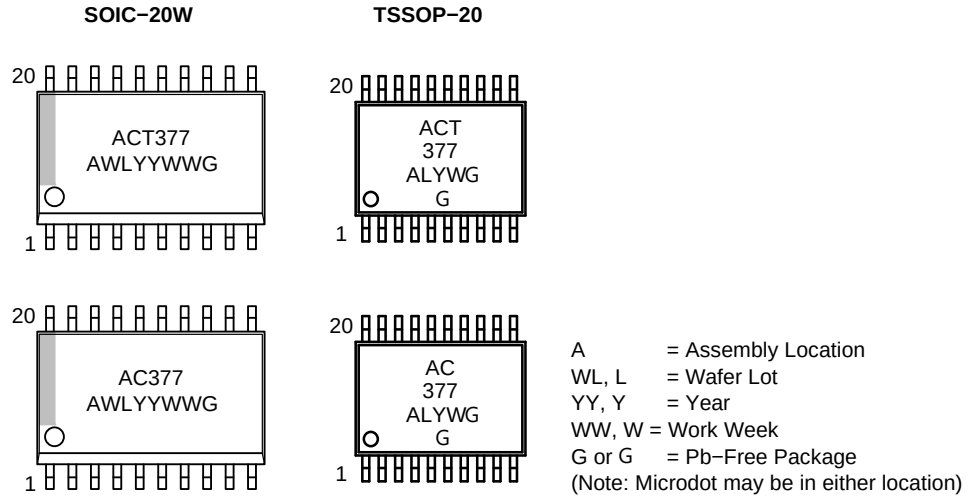 SOIC−20W
TSSOP−20
20
ACT377
AWLYYWWG
1
20
ACT
377
ALYWG
G
1
20
AC377
AWLYYWWG
1
20
AC
377
ALYWG
G
1
A = Assembly Location
WL, L = Wafer Lot
YY, Y = Year
WW, W = Work Week
G or G = Pb−Free Package
(Note: Microdot may be in either location)